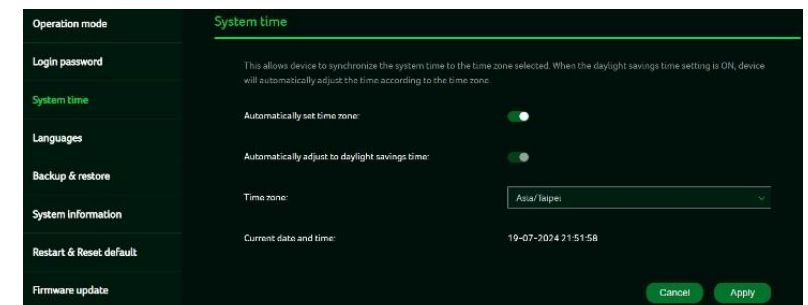 Operation mode
Login password
System time
Languages
Backup & restore
System information
Restart & Reset default
Firmware update
System time
This allows device to synchronize the system time to the time zone selected. When the daylight savings time setting is ON, device
will automatically adjust the time according to the time zone.
Automatically set time zone:
Automatically adjust to daylight savings time:
Time zone:
Asia/Taipei
Current date and time:
19-07-2024 21:51:58
Cancel
Apply